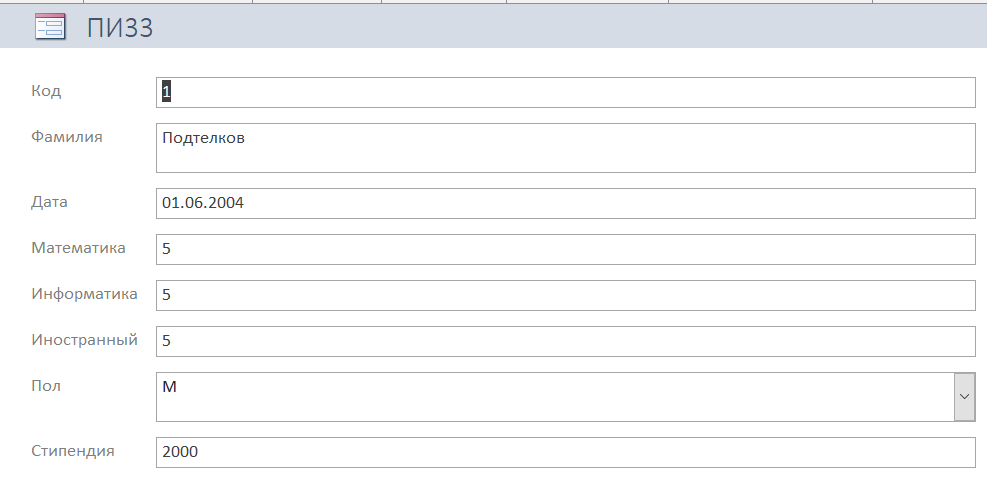 ПИЗЗ
Код 1
Фамилия Подтелков
Дата 01.06.2004
Математика 5
Информатика 5
Иностранный 5
Пол М
Стипендия 2000